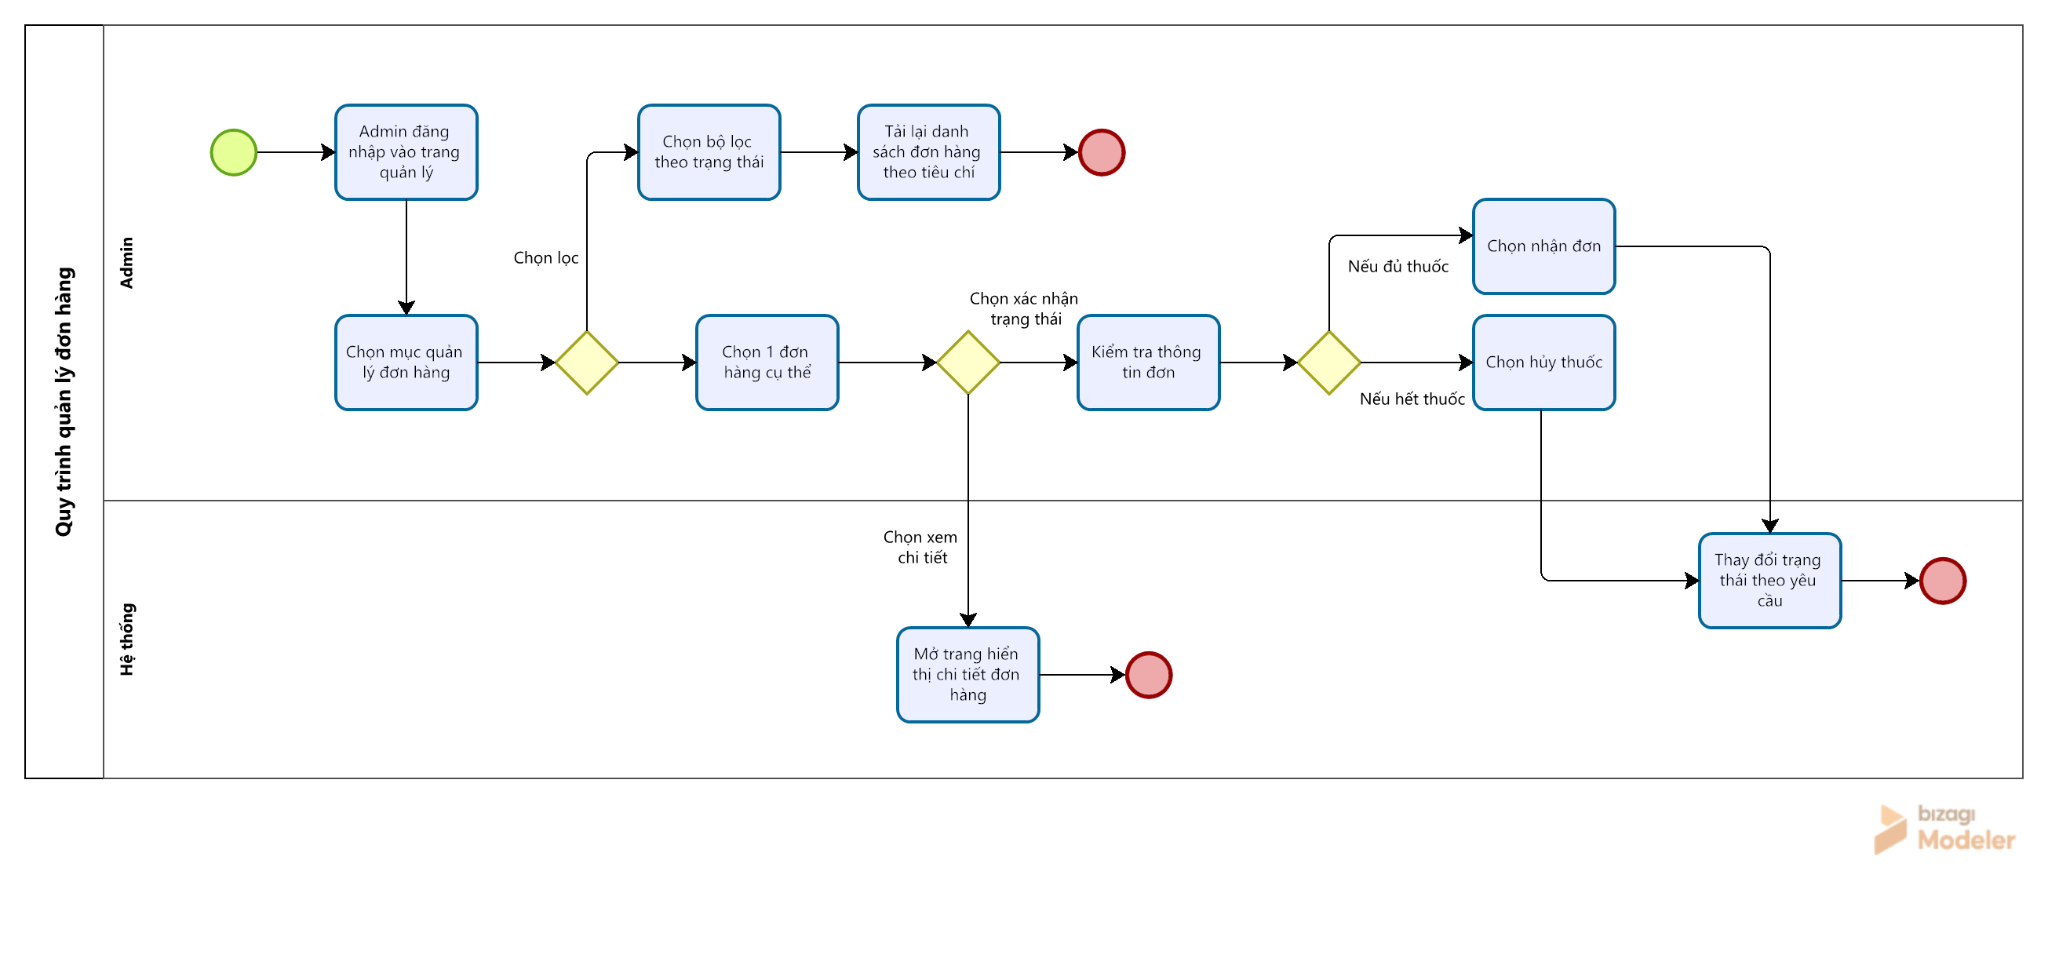 Quy trình quản lý đơn hàng
Admin
Admin đăng
nhập vào trang
quản lý
Chọn bộ lọc
theo trạng thái
Tải lại danh
sách đơn hàng
theo tiêu chí
Chọn lọc
Chọn mục quản
lý đơn hàng
Chọn 1 đơn
hàng cụ thể
Chọn xác nhận
trạng thái
Kiểm tra thông
tin đơn
Nếu đủ thuốc
Chọn nhận đơn
Chọn hủy thuốc
Nếu hết thuốc
Hệ thống
Chọn xem
chi tiết
Mở trang hiển
thị chi tiết đơn
hàng
Thay đổi trạng
thái theo yêu
cầu
bizagi
Modeler